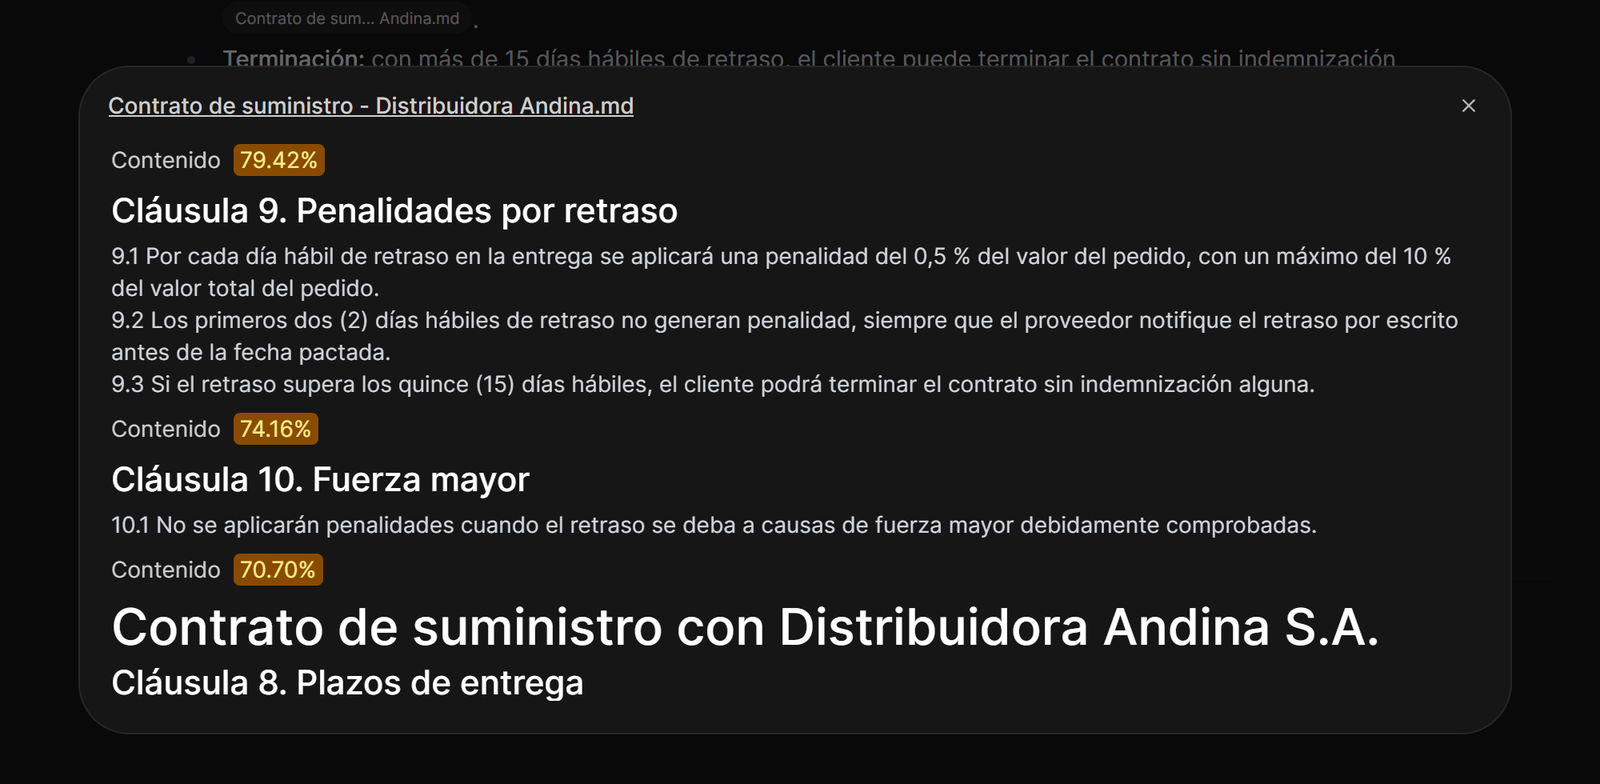 Contrato de sum... Andina.md .
• Terminación: con más de 15 días hábiles de retraso, el cliente puede terminar el contrato sin indemnización
Contrato de suministro - Distribuidora Andina.md
Contenido 79.42%
Cláusula 9. Penalidades por retraso
9.1 Por cada día hábil de retraso en la entrega se aplicará una penalidad del 0,5 % del valor del pedido, con un máximo del 10 %
del valor total del pedido.
9.2 Los primeros dos (2) días hábiles de retraso no generan penalidad, siempre que el proveedor notifique el retraso por escrito
antes de la fecha pactada.
9.3 Si el retraso supera los quince (15) días hábiles, el cliente podrá terminar el contrato sin indemnización alguna.
Contenido 74.16%
Cláusula 10. Fuerza mayor
10.1 No se aplicarán penalidades cuando el retraso se deba a causas de fuerza mayor debidamente comprobadas.
Contenido 70.70%
Contrato de suministro con Distribuidora Andina S.A.
Cláusula 8. Plazos de entrega